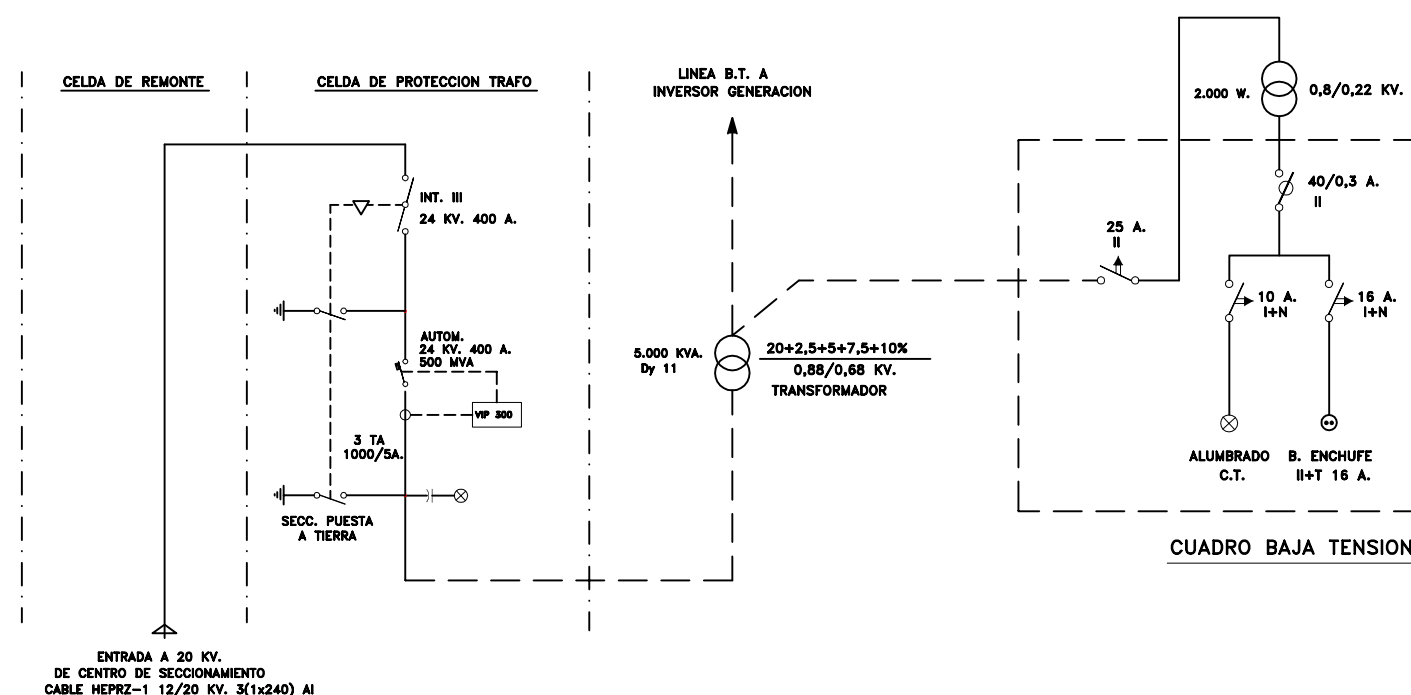 CELDA DE REMONTE
CELDA DE PROTECCION TRAFO
INT. III
24 KV. 400 A.
AUTOM.
24 KV. 400 A.
500 MVA
VIP 300
3 TA
1000/5A.
SECC. PUESTA
A TIERRA
ENTRADA A 20 KV.
DE CENTRO DE SECCIONAMIENTO
CABLE HEPRZ-1 12/20 KV. 3(1x240) Al
LINEA B.T. A
INVERSOR GENERACION
5.000 KVA.
Dy 11
20+2,5+5+7,5+10%
0,88/0,68 KV.
TRANSFORMADOR
2.000 W.
0,8/0,22 KV.
40/0,3 A.
II
25 A.
II
10 A.
I+N
16 A.
I+N
ALUMBRADO
C.T.
B. ENCHUFE
II+T 16 A.
CUADRO BAJA TENSION